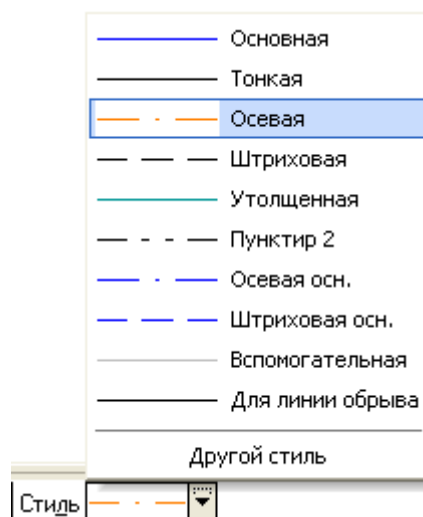 Основная
Тонкая
Осевая
Штриховая
Утолщенная
Пунктир 2
Осевая осн.
Штриховая осн.
Вспомогательная
Для линии обрыва
Другой стиль
Стиль